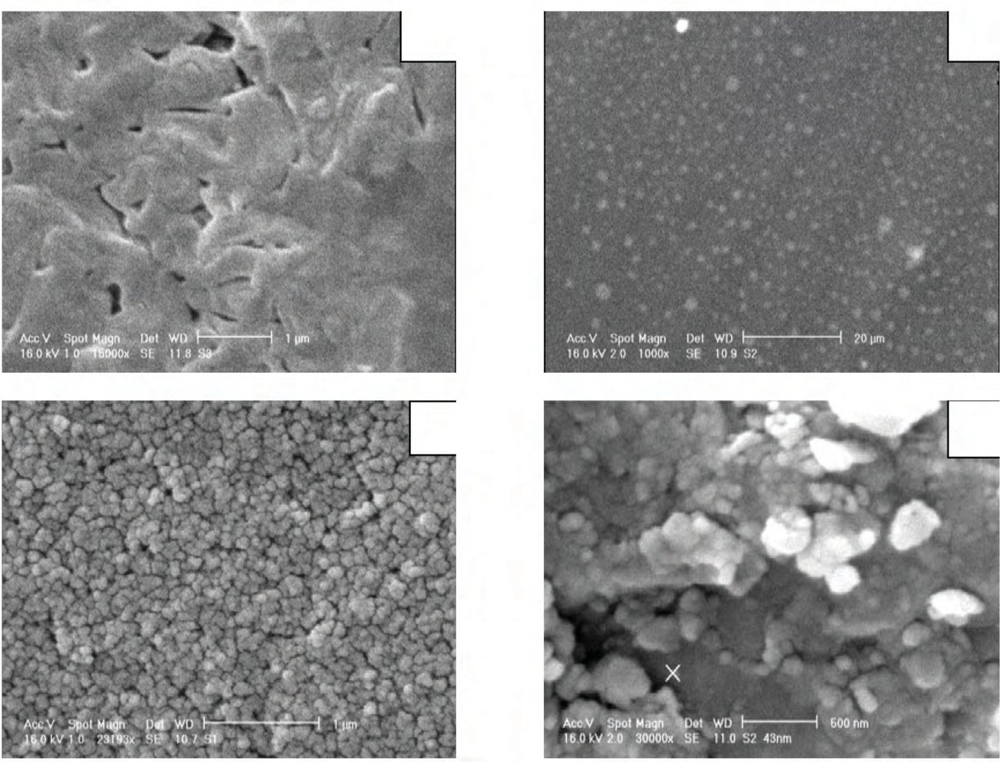 Acc.V Spot Magn Det WD 1 µm
16.0 kV 1.0 15000x SE 11.8 S3
Acc.V Spot Magn Det WD 20 µm
16.0 kV 2.0 1000x SE 10.9 S2
Acc.V Spot Magn Det WD 1 µm
16.0 kV 1.0 23193x SE 10.7 S1
Acc.V Spot Magn Det WD 500 nm
16.0 kV 2.0 30000x SE 11.0 S2 43nm